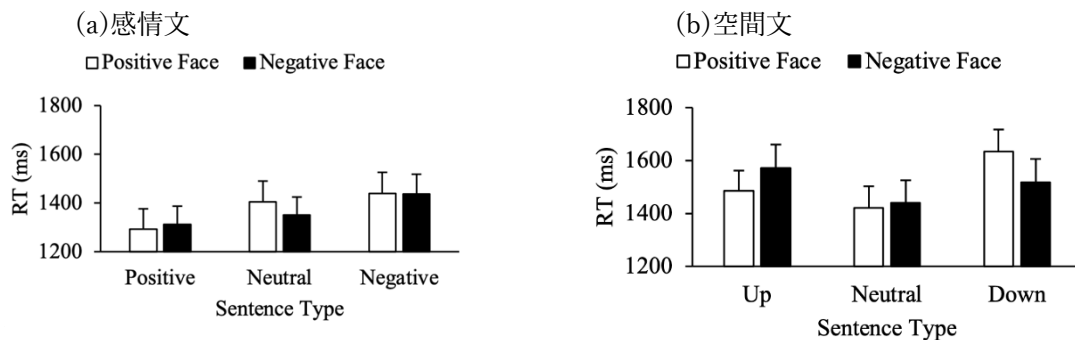 (a)感情文
□Positive Face ■Negative Face
1800
1600
1400
1200
RT (ms)
Positive Neutral Negative
Sentence Type
(b)空間文
□Positive Face ■Negative Face
1800
1600
1400
1200
RT (ms)
Up Neutral Down
Sentence Type